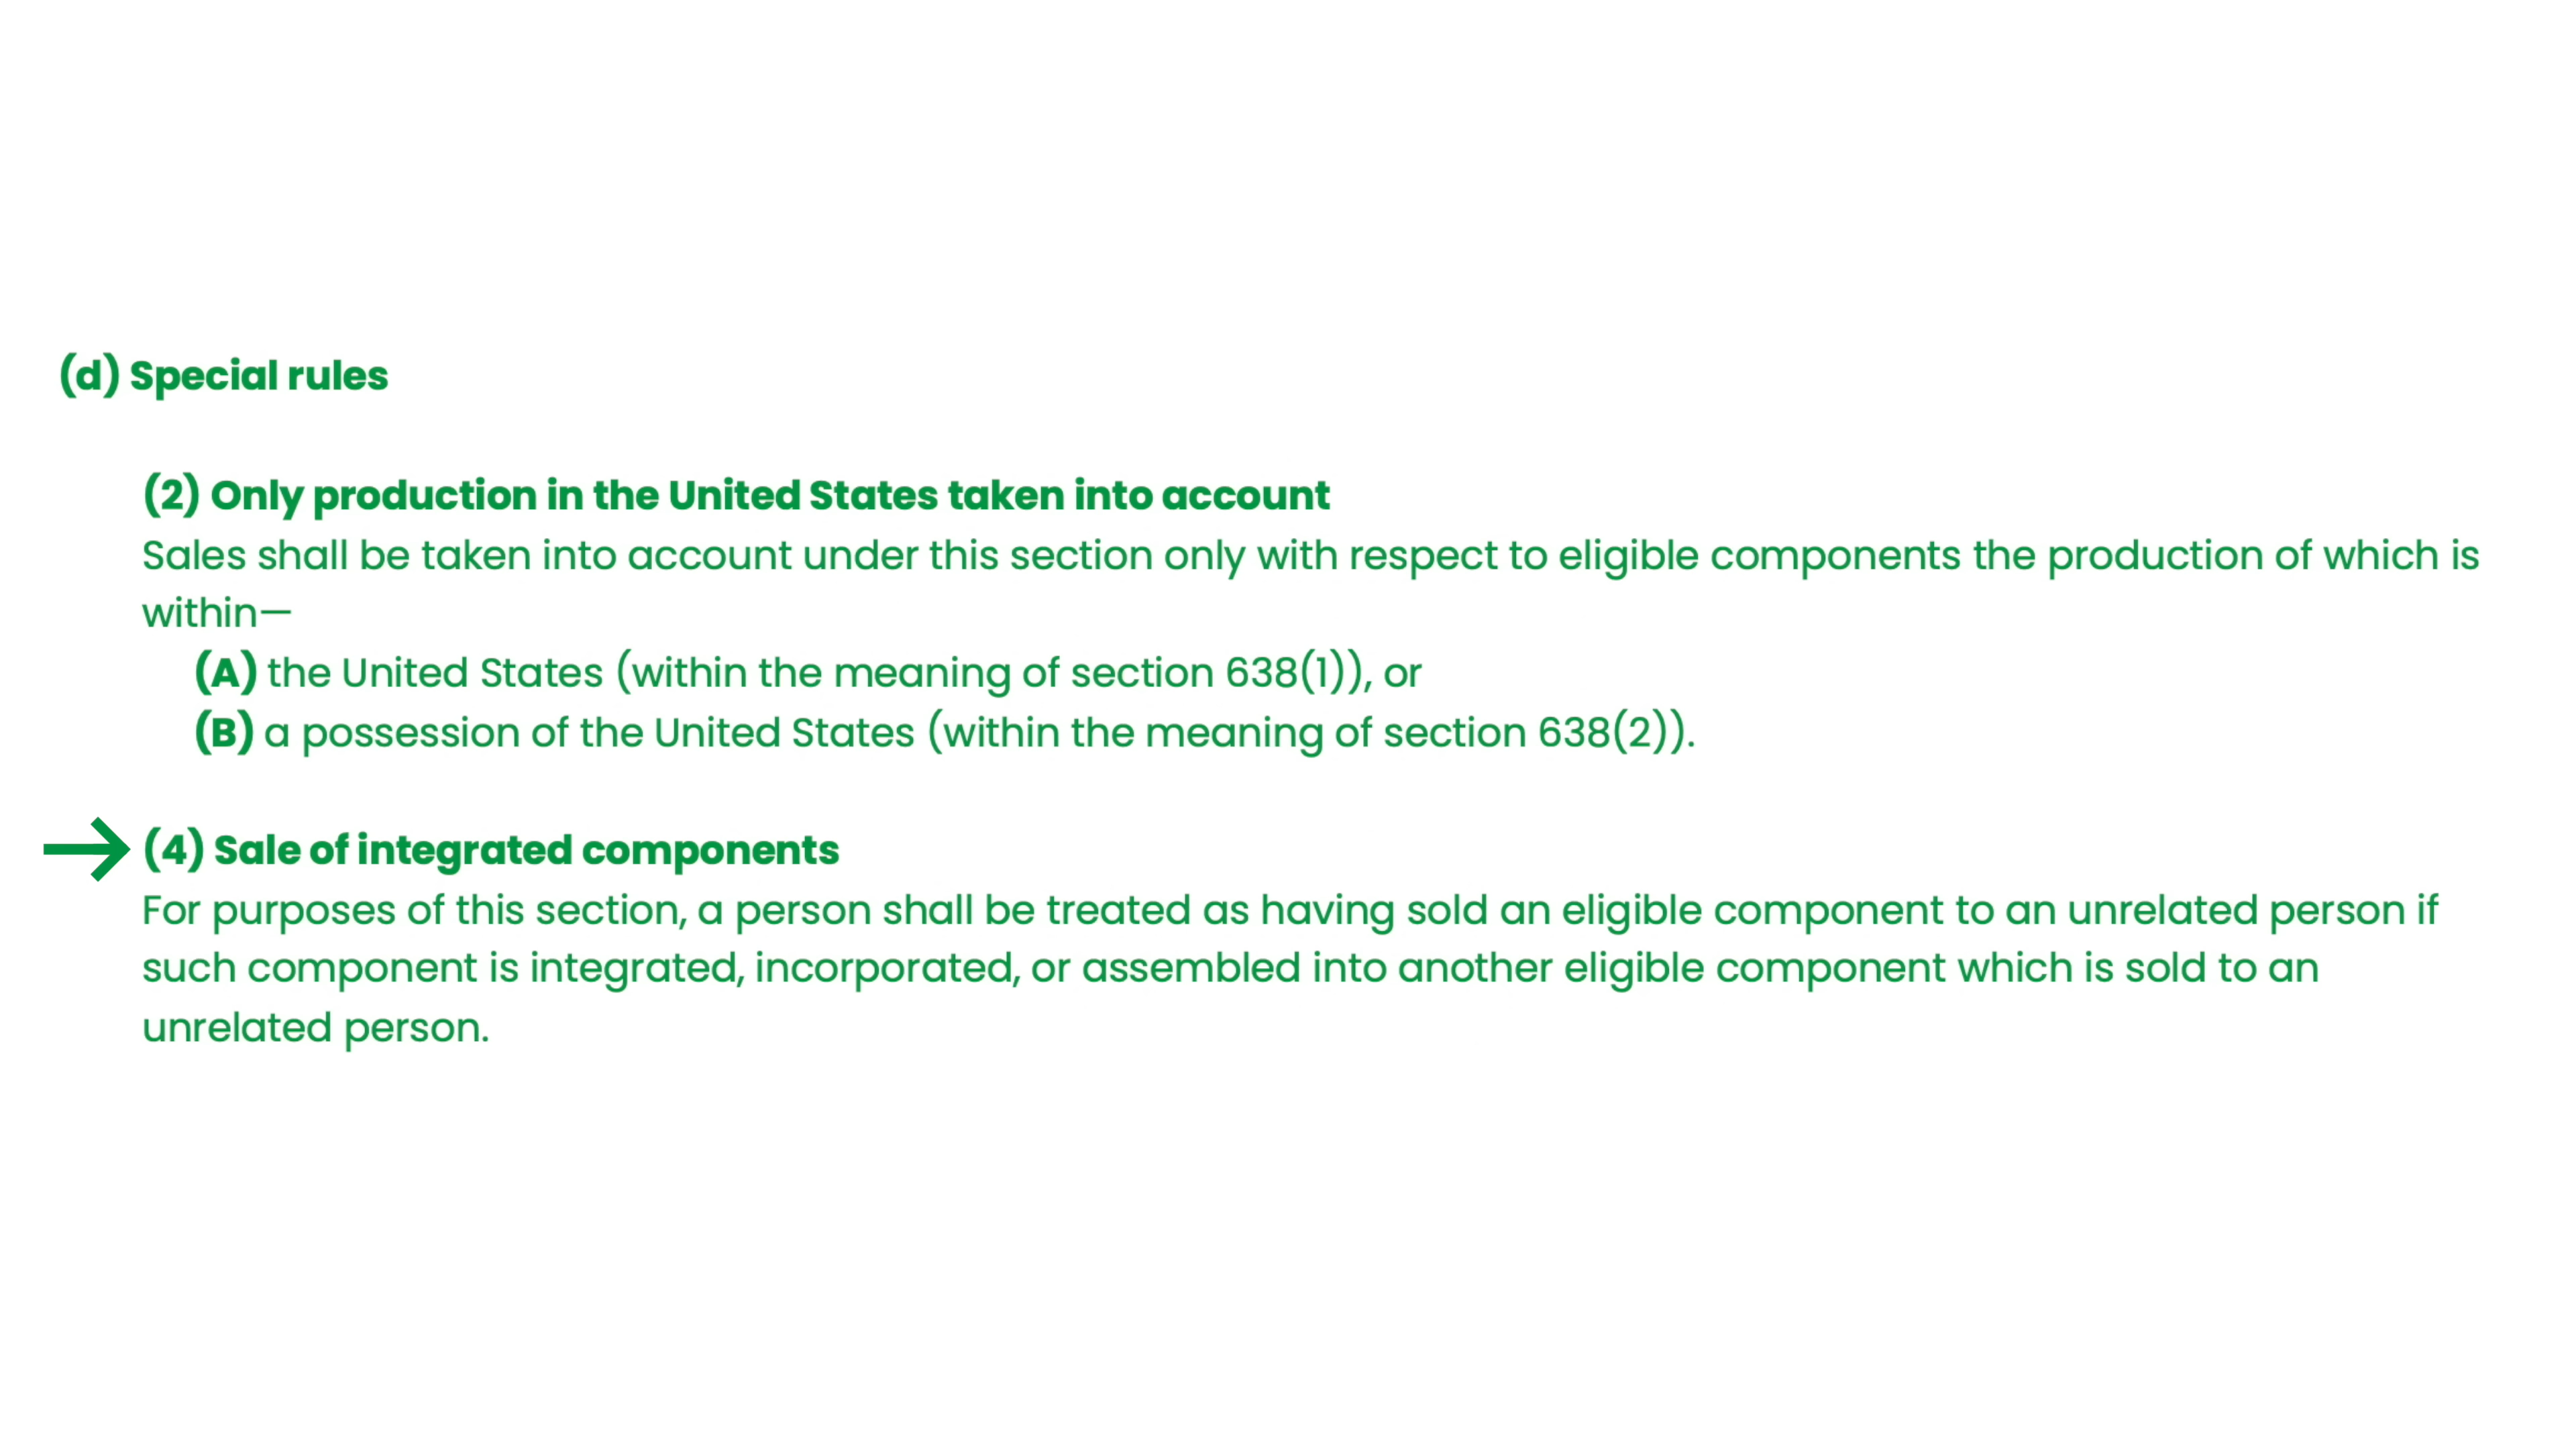 (d) Special rules
(2) Only production in the United States taken into account
Sales shall be taken into account under this section only with respect to eligible components the production of which is
within—
(A) the United States (within the meaning of section 638(1)), or
(B) a possession of the United States (within the meaning of section 638(2)).
(4) Sale of integrated components
For purposes of this section, a person shall be treated as having sold an eligible component to an unrelated person if
such component is integrated, incorporated, or assembled into another eligible component which is sold to an
unrelated person.